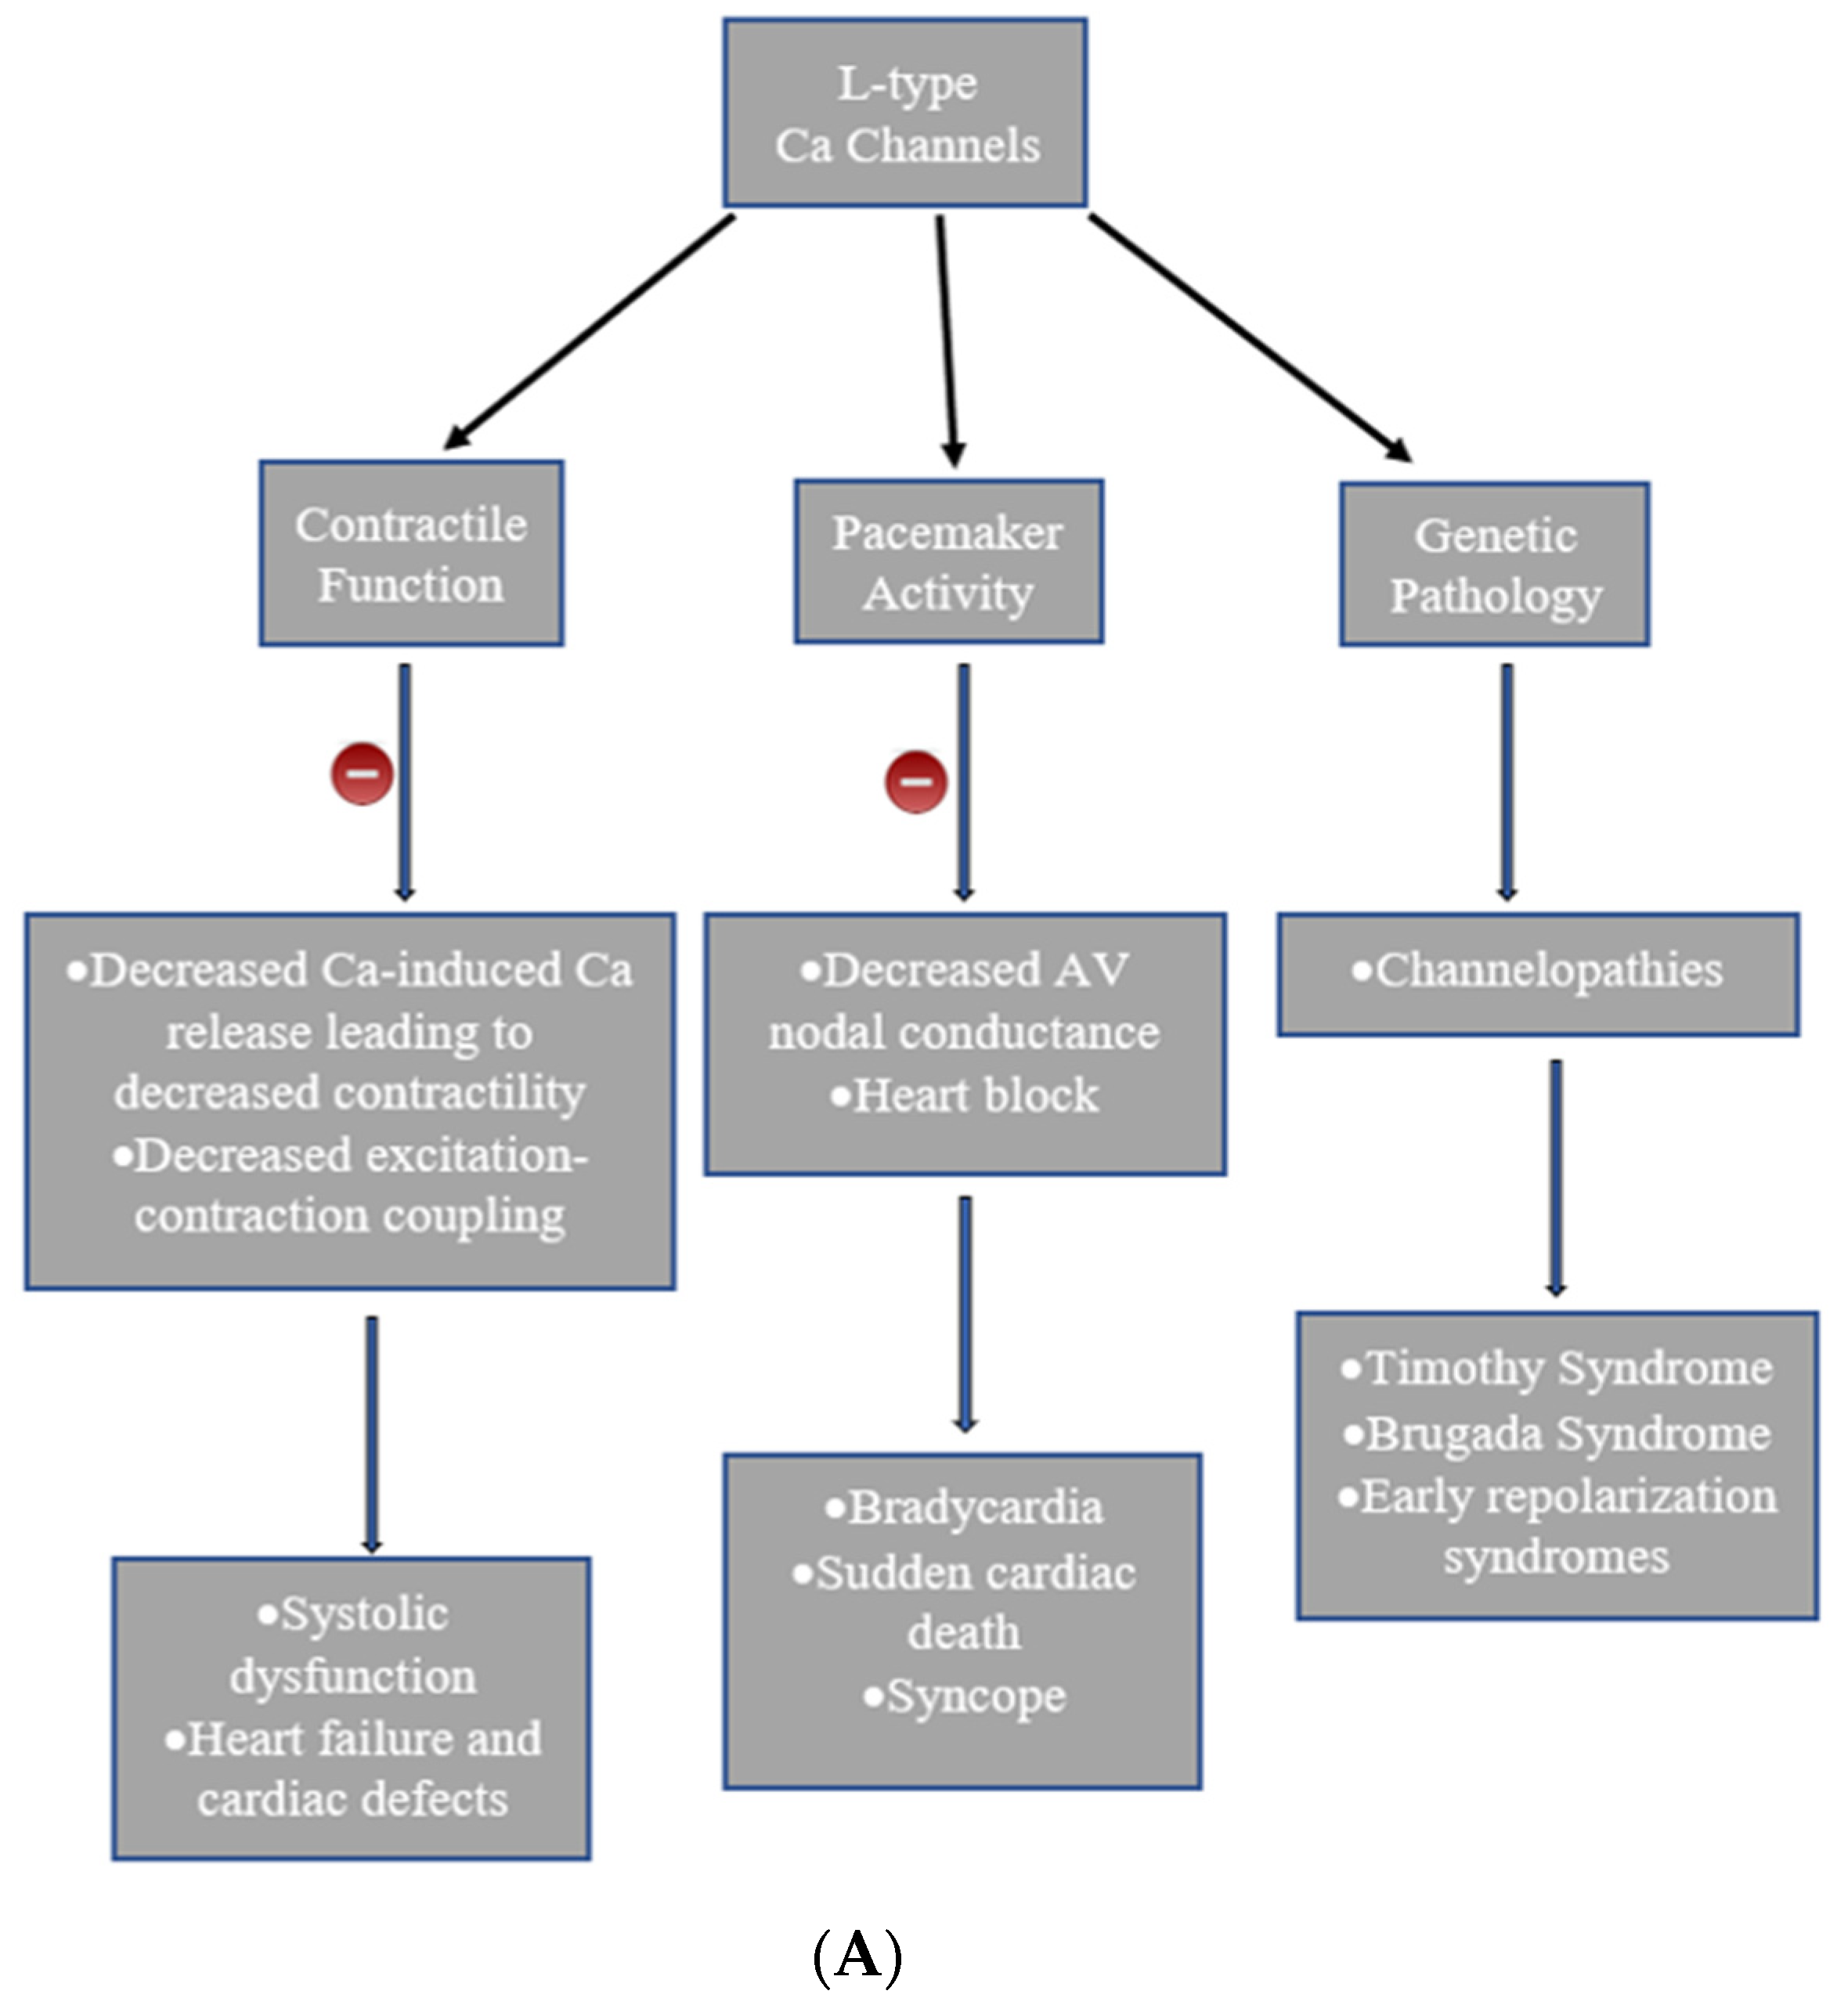 L-type
Ca Channels
Contractile
Function
Pacemaker
Activity
Genetic
Pathology
•Decreased Ca-induced Ca
release leading to
decreased contractility
•Decreased excitation-
contraction coupling
•Decreased AV
nodal conductance
•Heart block
•Channelopathies
•Systolic
dysfunction
•Heart failure and
cardiac defects
•Bradycardia
•Sudden cardiac
death
•Syncope
•Timothy Syndrome
•Brugada Syndrome
•Early repolarization
syndromes
(A)